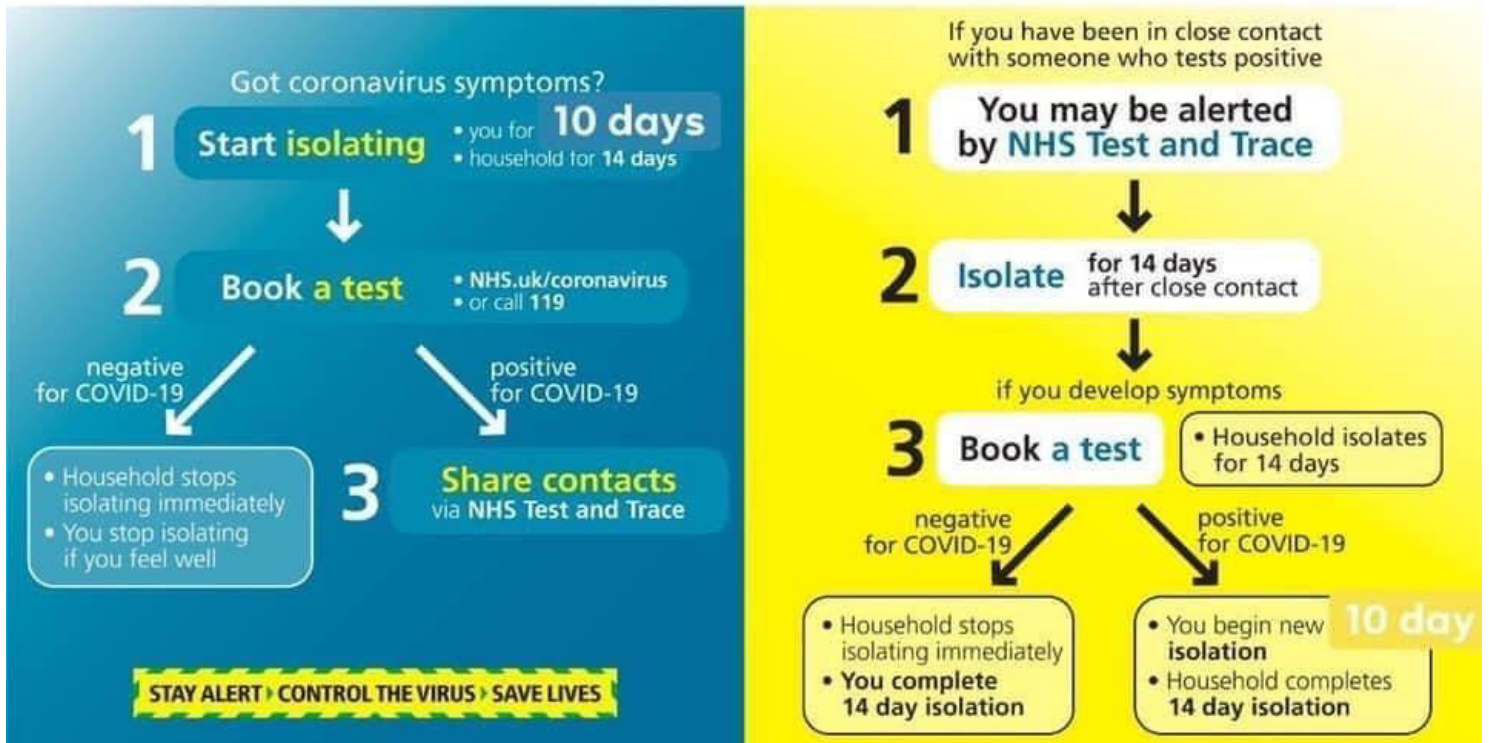 Got coronavirus symptoms?
1
Start isolating
• you for 10 days
• household for 14 days
2
Book a test
• NHS.uk/coronavirus
• or call 119
negative
for COVID-19
positive
for COVID-19
• Household stops
isolating immediately
• You stop isolating
if you feel well
3
Share contacts
via NHS Test and Trace
STAY ALERT CONTROL THE VIRUS SAVE LIVES
If you have been in close contact
with someone who tests positive
1
You may be alerted
by NHS Test and Trace
2
Isolate
for 14 days
after close contact
if you develop symptoms
3
Book a test
• Household isolates
for 14 days
negative
for COVID-19
positive
for COVID-19
• Household stops
isolating immediately
• You complete
14 day isolation
• You begin new 10 day
isolation
• Household completes
14 day isolation